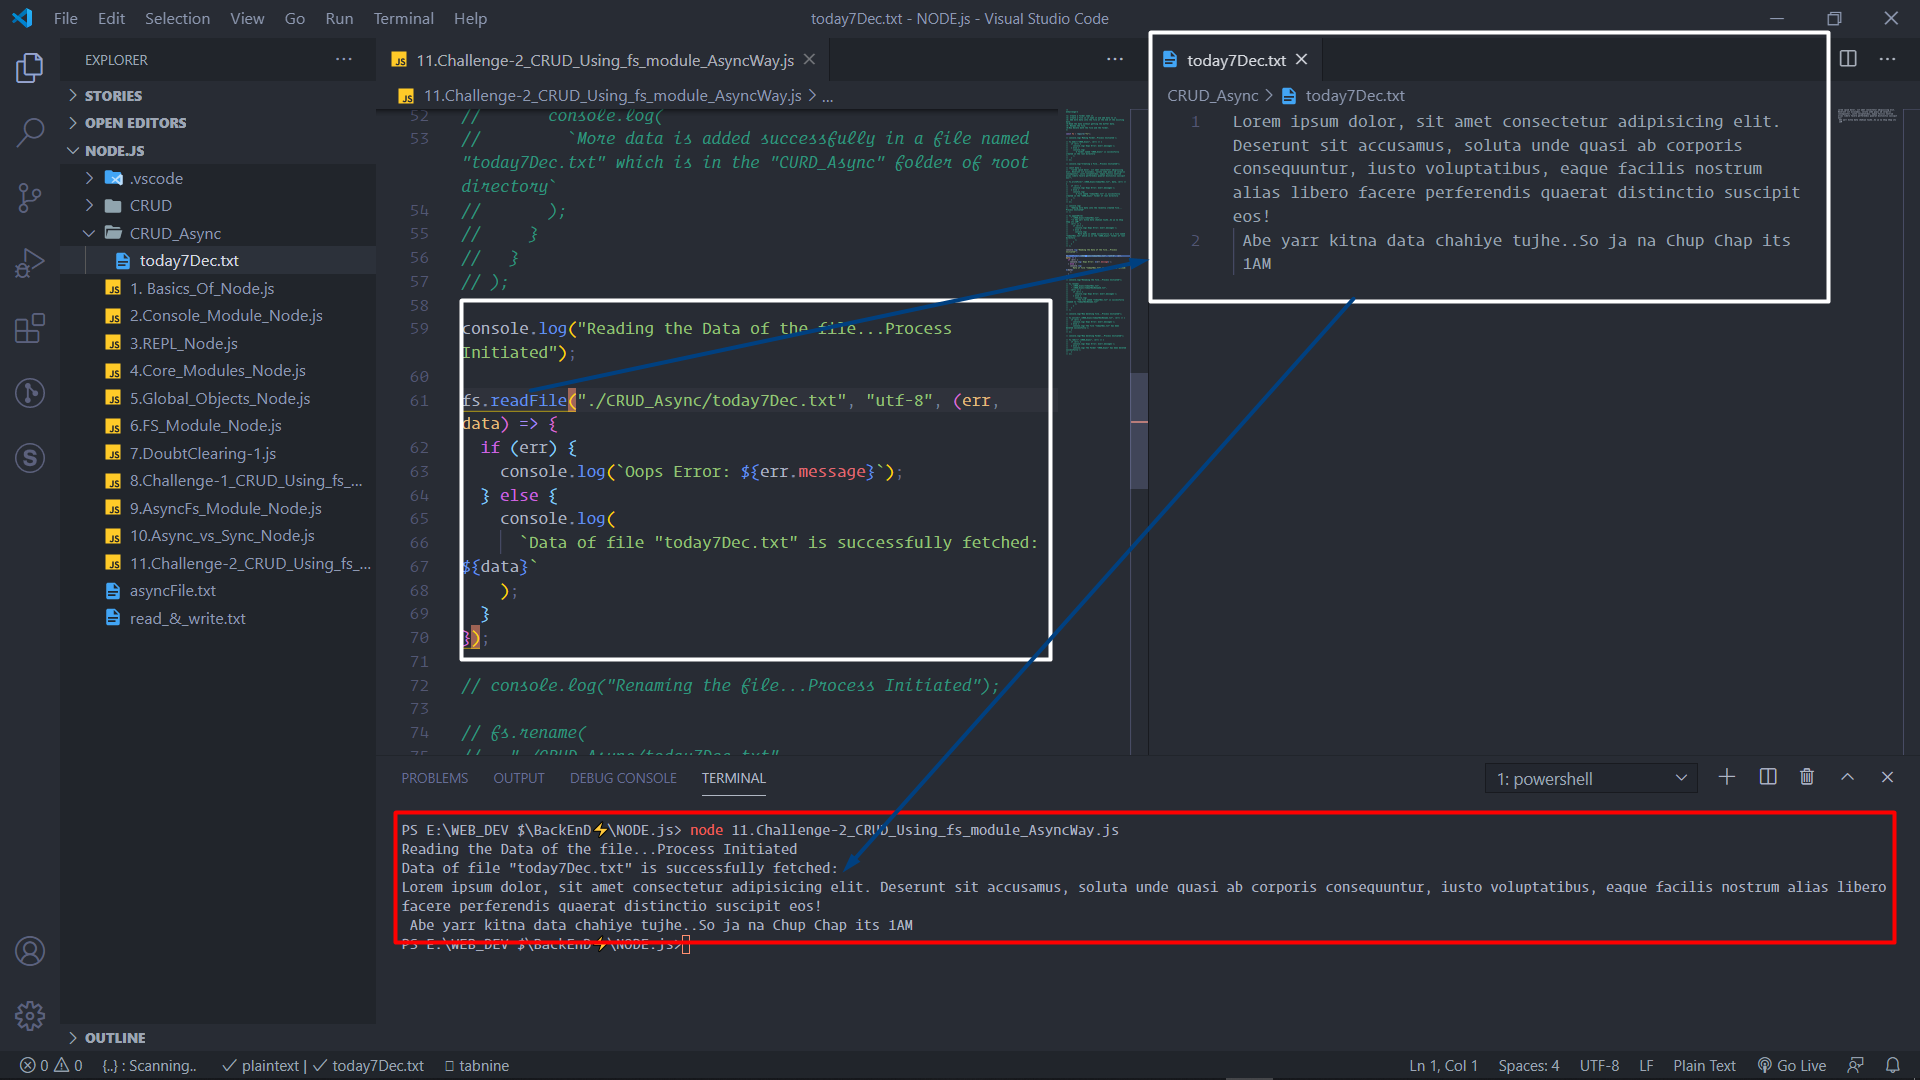 File Edit Selection View Go Run Terminal Help
today7Dec.txt - NODE.js - Visual Studio Code
EXPLORER
STORIES
OPEN EDITORS
NODE.JS
.vscode
CRUD
CRUD_Async
today7Dec.txt
1. Basics_Of_Node.js
2.Console_Module_Node.js
3.REPL_Node.js
4.Core_Modules_Node.js
5.Global_Objects_Node.js
6.FS_Module_Node.js
7.DoubtClearing-1.js
8.Challenge-1_CRUD_Using_fs_...
9.AsyncFs_Module_Node.js
10.Async_vs_Sync_Node.js
11.Challenge-2_CRUD_Using_fs_...
asyncFile.txt
read_&_write.txt
OUTLINE
11.Challenge-2_CRUD_Using_fs_module_AsyncWay.js
11.Challenge-2_CRUD_Using_fs_module_AsyncWay.js > ...
52 // console.log(
53 // `More data is added successfully in a file named
"today7Dec.txt" which is in the "CURD_Async" folder of root
directory`
54 // );
55 // }
56 // }
57 // );
58
59 console.log("Reading the Data of the file...Process
Initiated");
60
61 fs.readFile("./CRUD_Async/today7Dec.txt", "utf-8", (err,
data) => {
62 if (err) {
63 console.log(`Oops Error: ${err.message}`);
64 } else {
65 console.log(
66 `Data of file "today7Dec.txt" is successfully fetched:
67 ${data}`
68 );
69 }
70 });
71
72 // console.log("Renaming the file...Process Initiated");
73
74 // fs.rename(
75 // "./CRUD_Async/today7Dec.txt"
today7Dec.txt
CRUD_Async > today7Dec.txt
1 Lorem ipsum dolor, sit amet consectetur adipisicing elit.
Deserunt sit accusamus, soluta unde quasi ab corporis
consequuntur, iusto voluptatibus, eaque facilis nostrum
alias libero facere perferendis quaerat distinctio suscipit
eos!
2 Abe yarr kitna data chahiye tujhe..So ja na Chup Chap its
1AM
PROBLEMS OUTPUT DEBUG CONSOLE TERMINAL
1: powershell
PS E:\WEB_DEV $\BackEnD⚡\NODE.js> node 11.Challenge-2_CRUD_Using_fs_module_AsyncWay.js
Reading the Data of the file...Process Initiated
Data of file "today7Dec.txt" is successfully fetched:
Lorem ipsum dolor, sit amet consectetur adipisicing elit. Deserunt sit accusamus, soluta unde quasi ab corporis consequuntur, iusto voluptatibus, eaque facilis nostrum alias libero
facere perferendis quaerat distinctio suscipit eos!
Abe yarr kitna data chahiye tujhe..So ja na Chup Chap its 1AM
PS E:\WEB_DEV $\BackEnD⚡\NODE.js>
0 0 {..} : Scanning.. ✓ plaintext | ✓ today7Dec.txt tabnine
Ln 1, Col 1 Spaces: 4 UTF-8 LF Plain Text Go Live